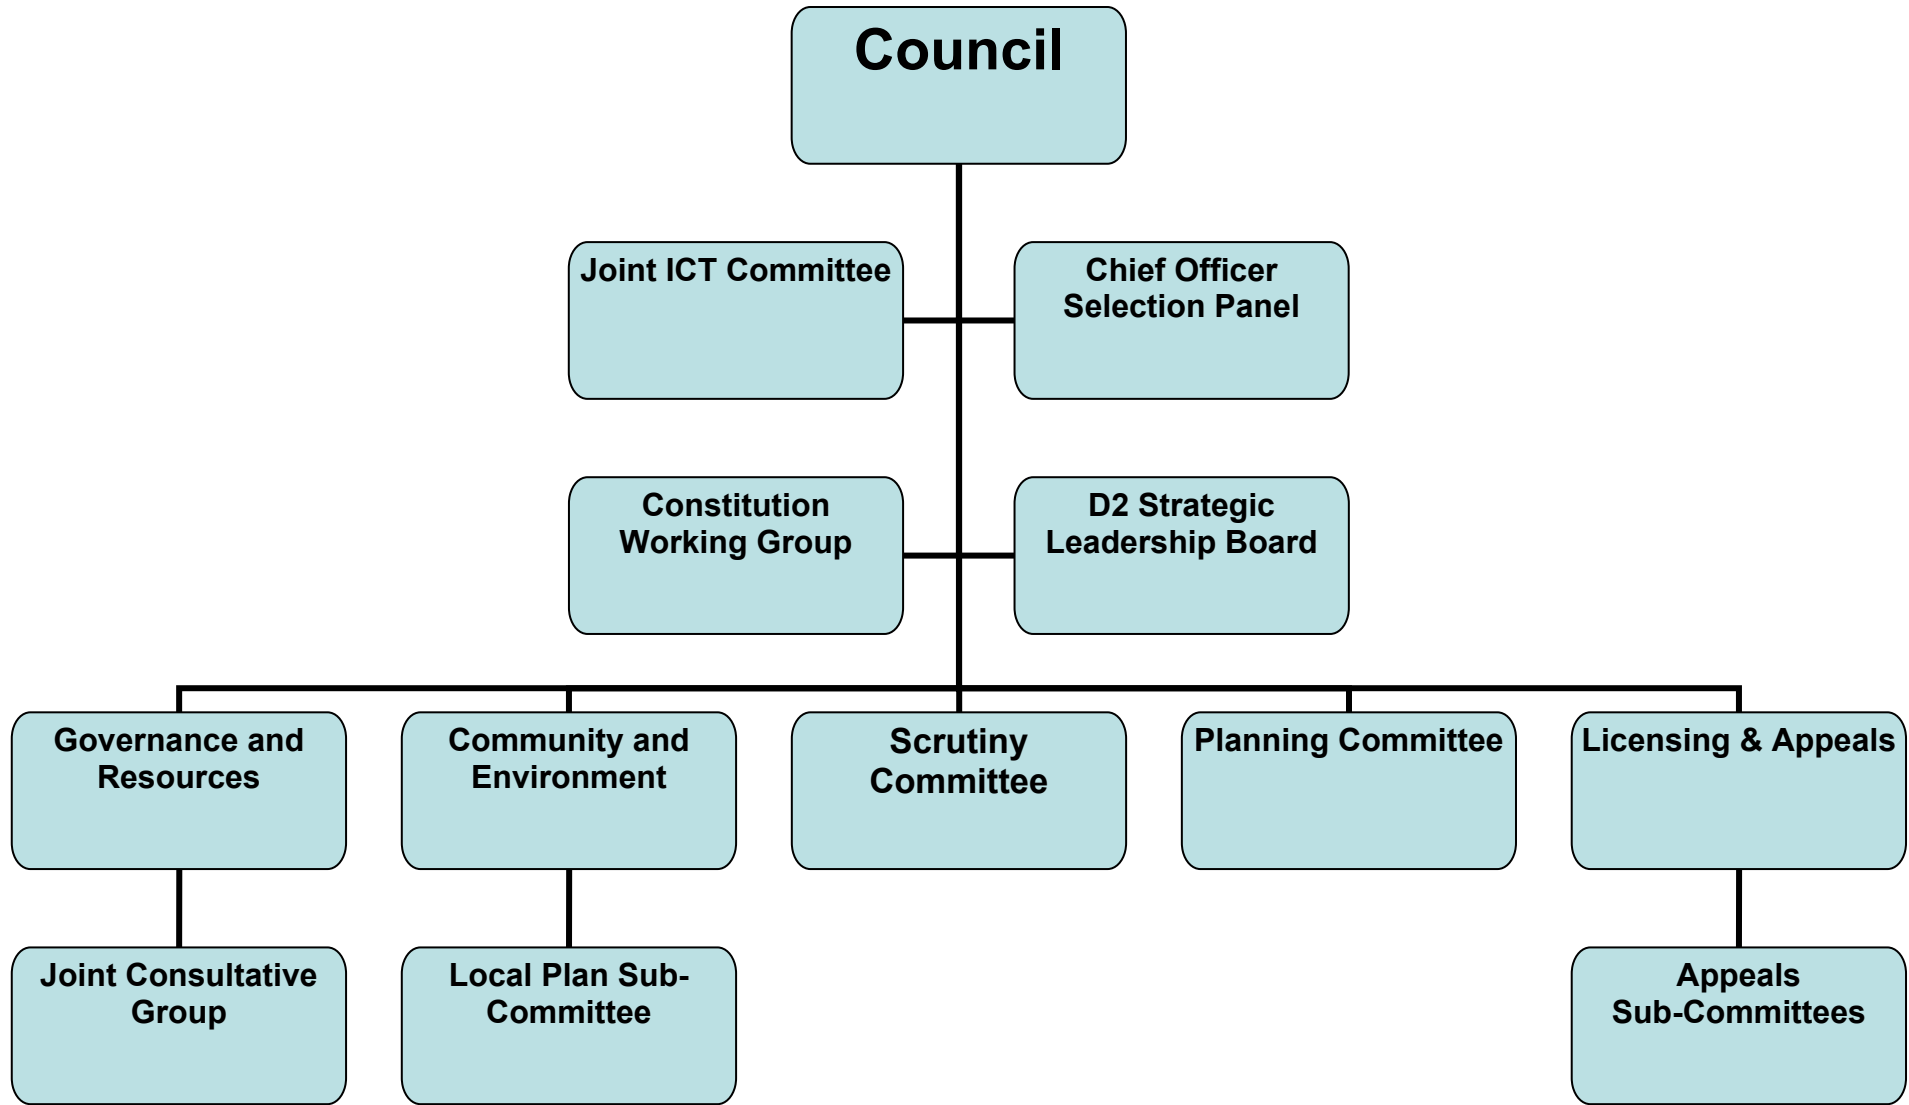 Council
Joint ICT Committee
Chief Officer
Selection Panel
Constitution
Working Group
D2 Strategic
Leadership Board
Governance and
Resources
Community and
Environment
Scrutiny
Committee
Planning Committee
Licensing & Appeals
Joint Consultative
Group
Local Plan Sub-
Committee
Appeals
Sub-Committees